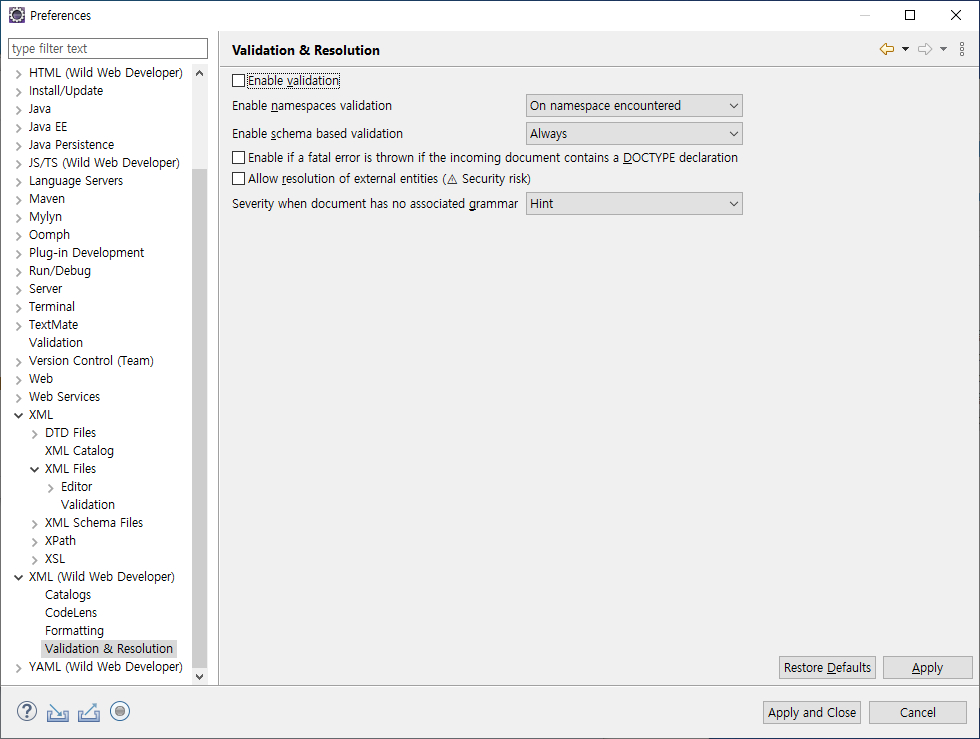 Preferences
type filter text
HTML (Wild Web Developer)
Install/Update
Java
Java EE
Java Persistence
JS/TS (Wild Web Developer)
Language Servers
Maven
Mylyn
Oomph
Plug-in Development
Run/Debug
Server
Terminal
TextMate
Validation
Version Control (Team)
Web
Web Services
XML
DTD Files
XML Catalog
XML Files
Editor
Validation
XML Schema Files
XPath
XSL
XML (Wild Web Developer)
Catalogs
CodeLens
Formatting
Validation & Resolution
YAML (Wild Web Developer)
Validation & Resolution
Enable validation
Enable namespaces validation On namespace encountered
Enable schema based validation Always
Enable if a fatal error is thrown if the incoming document contains a DOCTYPE declaration
Allow resolution of external entities (⚠ Security risk)
Severity when document has no associated grammar Hint
Restore Defaults Apply
Apply and Close Cancel